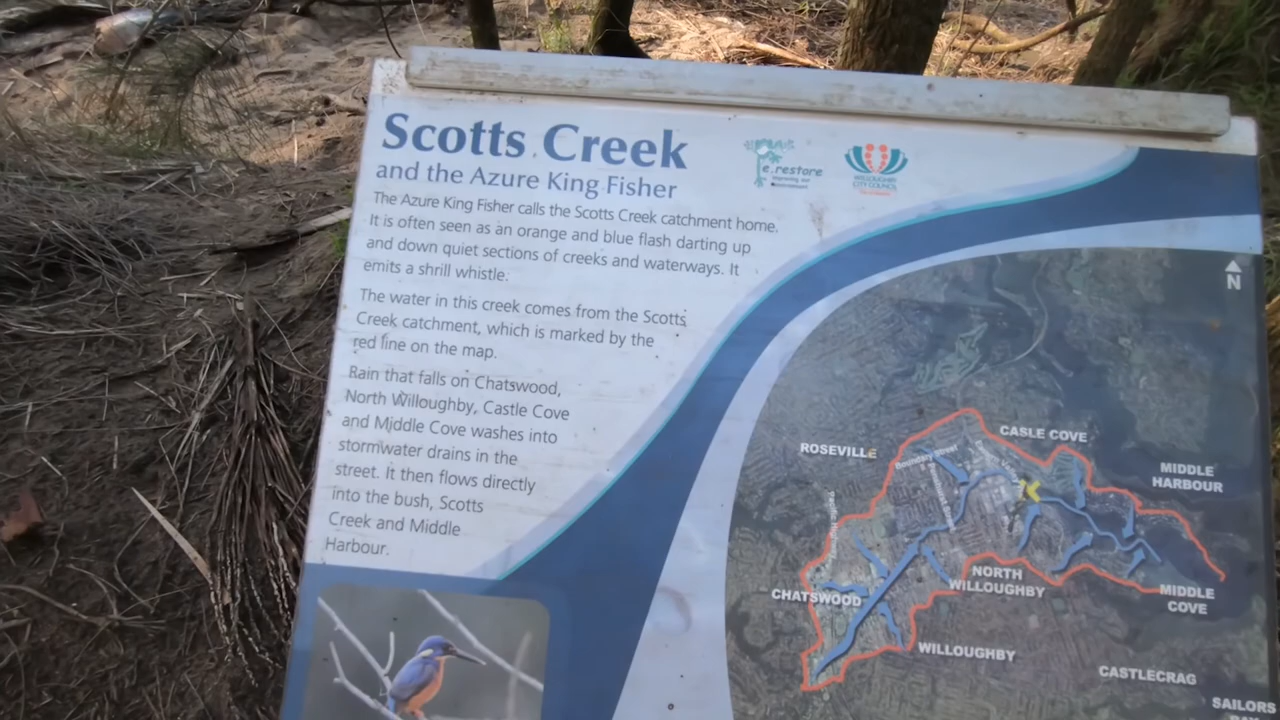 Scotts Creek
and the Azure King Fisher
The Azure King Fisher calls the Scotts Creek catchment home.
It is often seen as an orange and blue flash darting up
and down quiet sections of creeks and waterways. It
emits a shrill whistle.
The water in this creek comes from the Scotts
Creek catchment, which is marked by the
red line on the map.
Rain that falls on Chatswood,
North Willoughby, Castle Cove
and Middle Cove washes into
stormwater drains in the
street. It then flows directly
into the bush, Scotts
Creek and Middle
Harbour.
e.restore
WILLOUGHBY
CITY COUNCIL
N
ROSEVILLE
CASLE COVE
MIDDLE
HARBOUR
Boundary Street
CHATSWOOD
NORTH
WILLOUGHBY
MIDDLE
COVE
WILLOUGHBY
CASTLECRAG
SAILORS